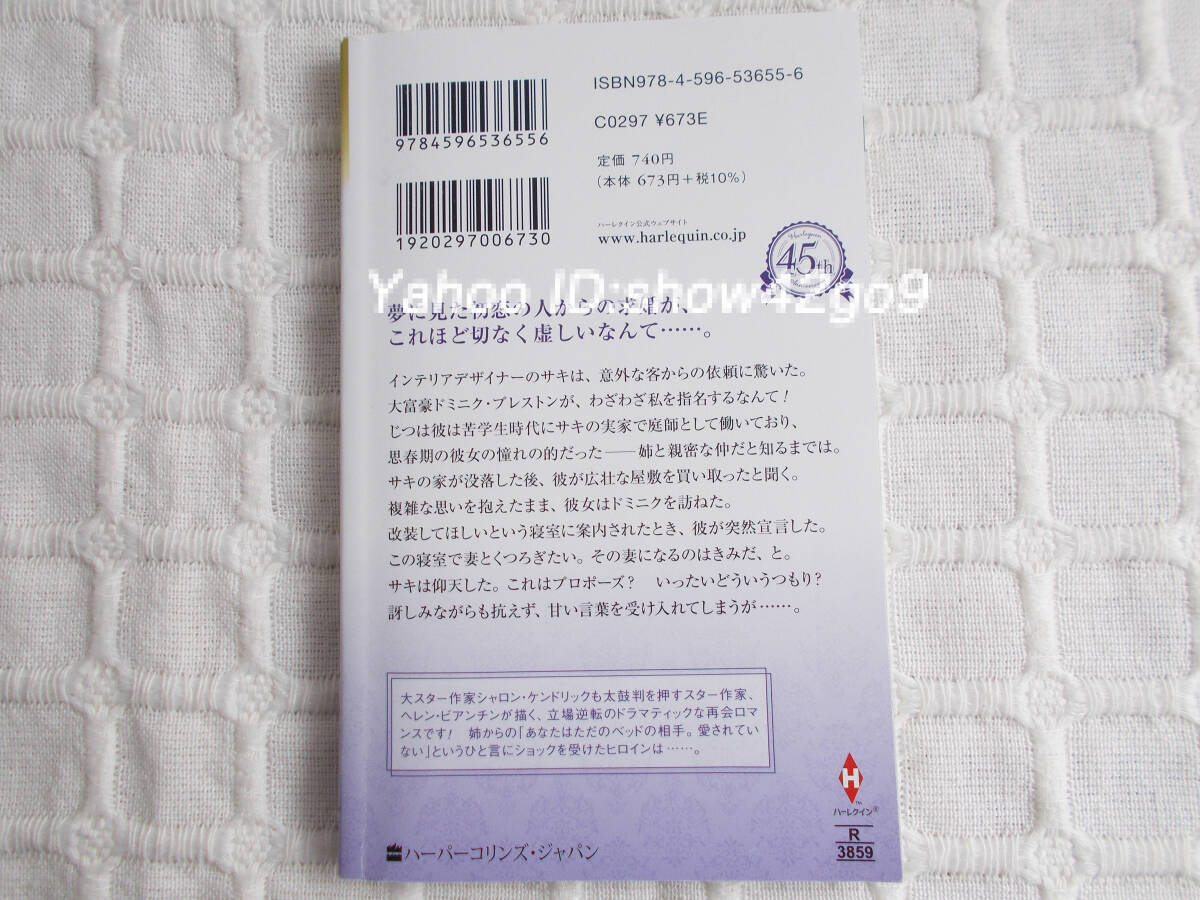 ISBN978-4-596-53655-6
9784596536556
C0297 ¥673E
定価 740円
(本体 673円+税10%)
1920297006730
ハーレクイン公式ウェブサイト
www.harlequin.co.jp
Harlequin
45th
Anniversary
Yahoo ID:show42go9
夢に見た初恋の人からの求婚が、
これほど切なく虚しいなんて……。
インテリアデザイナーのサキは、意外な客からの依頼に驚いた。
大富豪ドミニク・プレストンが、わざわざ私を指名するなんて!
じつは彼は苦学生時代にサキの実家で庭師として働いており、
思春期の彼女の憧れの的だった――姉と親密な仲だと知るまでは。
サキの家が没落した後、彼が広壮な屋敷を買い取ったと聞く。
複雑な思いを抱えたまま、彼女はドミニクを訪ねた。
改装してほしいという寝室に案内されたとき、彼が突然宣言した。
この寝室で妻とくつろぎたい。その妻になるのはきみだ、と。
サキは仰天した。これはプロポーズ? いったいどういうつもり?
訝しみながらも抗えず、甘い言葉を受け入れてしまうが……。
大スター作家シャロン・ケンドリックも太鼓判を押すスター作家、
ヘレン・ビアンチンが描く、立場逆転のドラマティックな再会ロマ
ンスです! 姉からの「あなたはただのベッドの相手。愛されてい
ない」というひと言にショックを受けたヒロインは……。
H
TM
ハーレクイン®
R
3859
ハーパーコリンズ・ジャパン